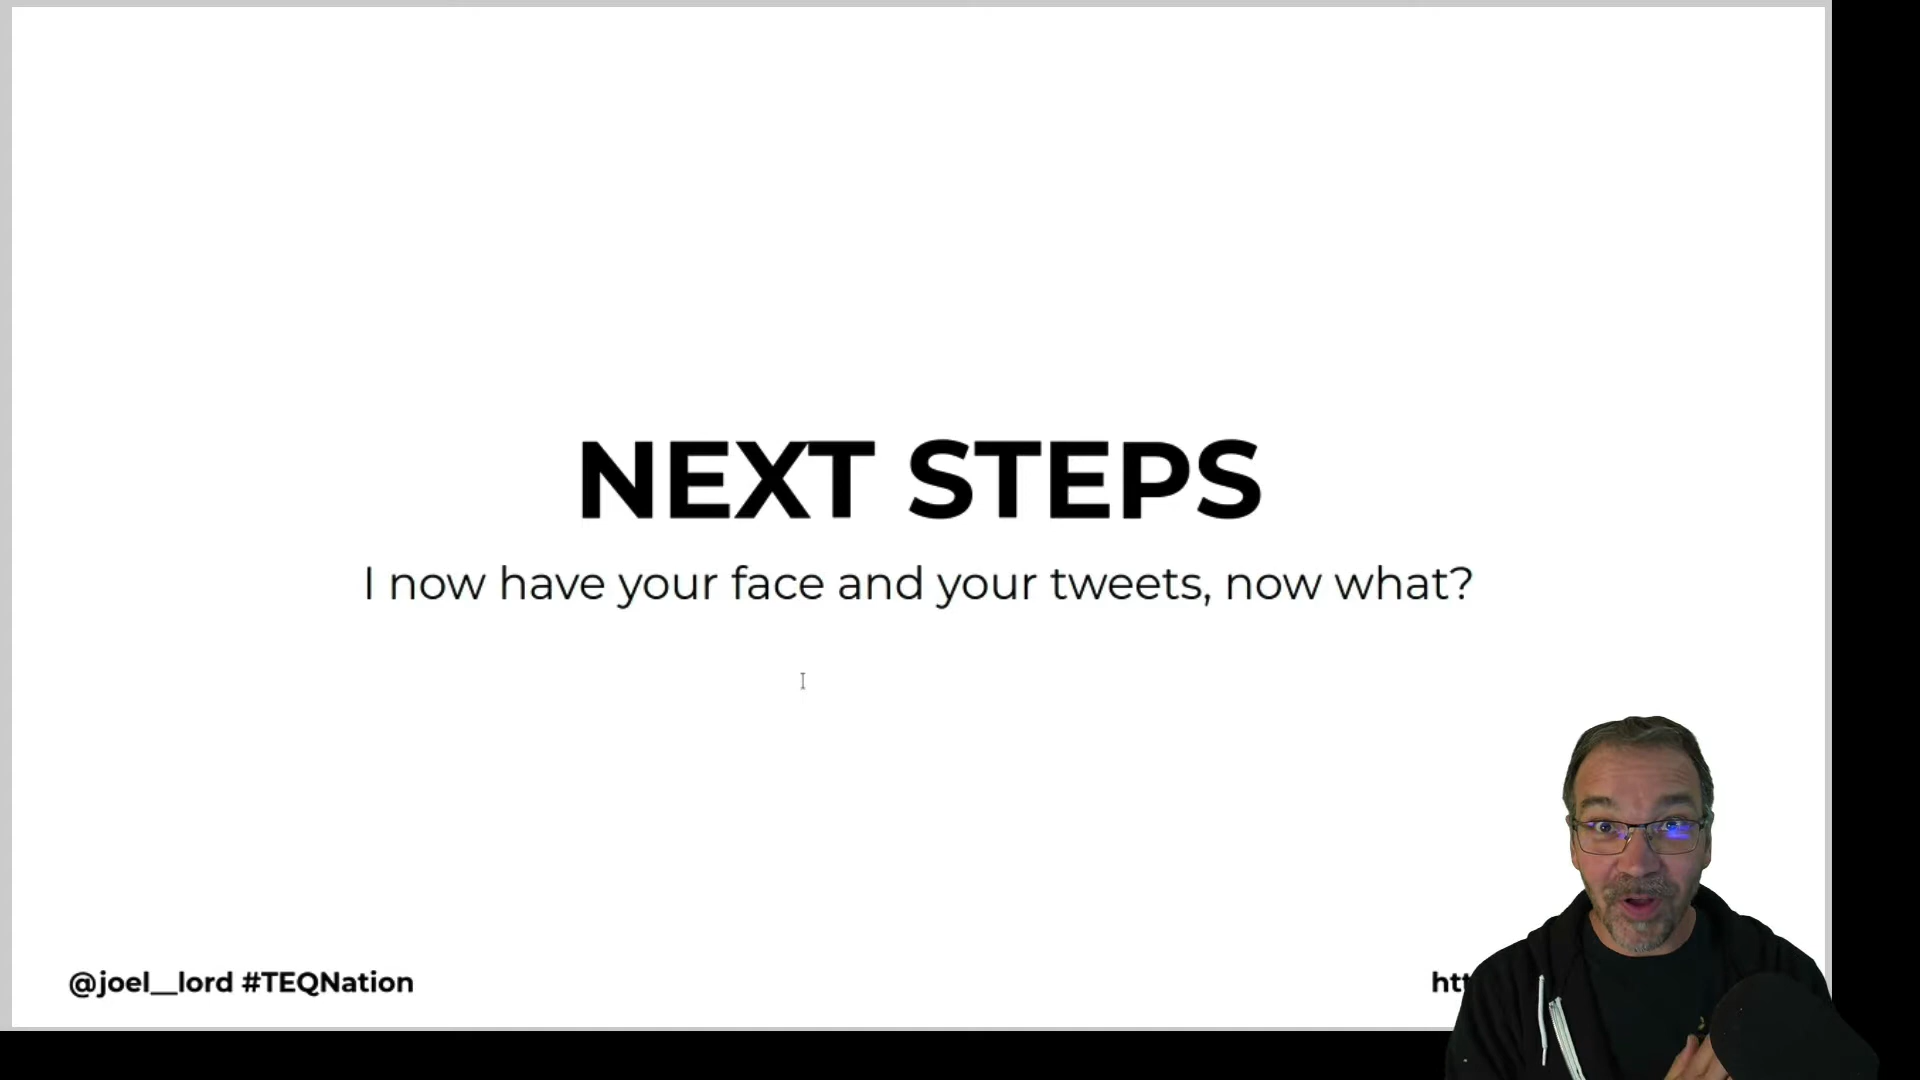 NEXT STEPS
I now have your face and your tweets, now what?
@joel__lord #TEQNation